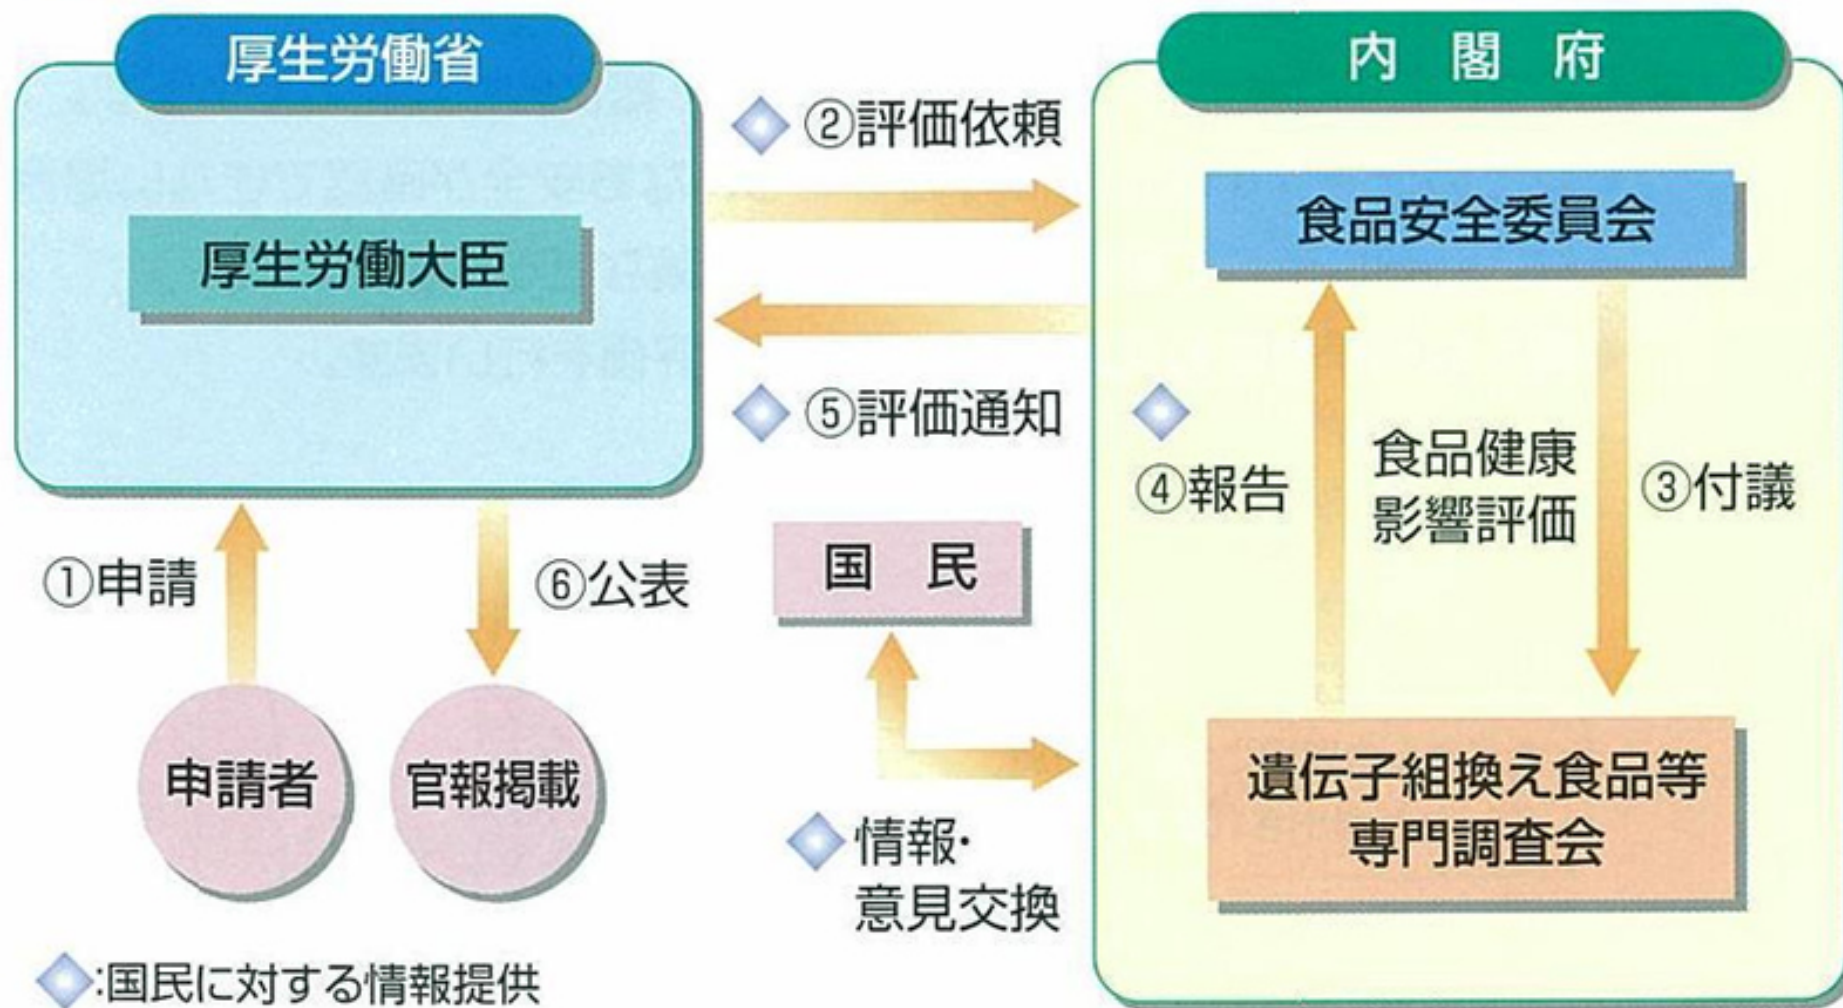 厚生労働省
内 閣 府
◆ ②評価依頼
食品安全委員会
厚生労働大臣
◆ ⑤評価通知
◆
④報告
食品健康
影響評価
③付議
国 民
①申請
⑥公表
申請者
官報掲載
遺伝子組換え食品等
専門調査会
◆ 情報・
意見交換
◆:国民に対する情報提供